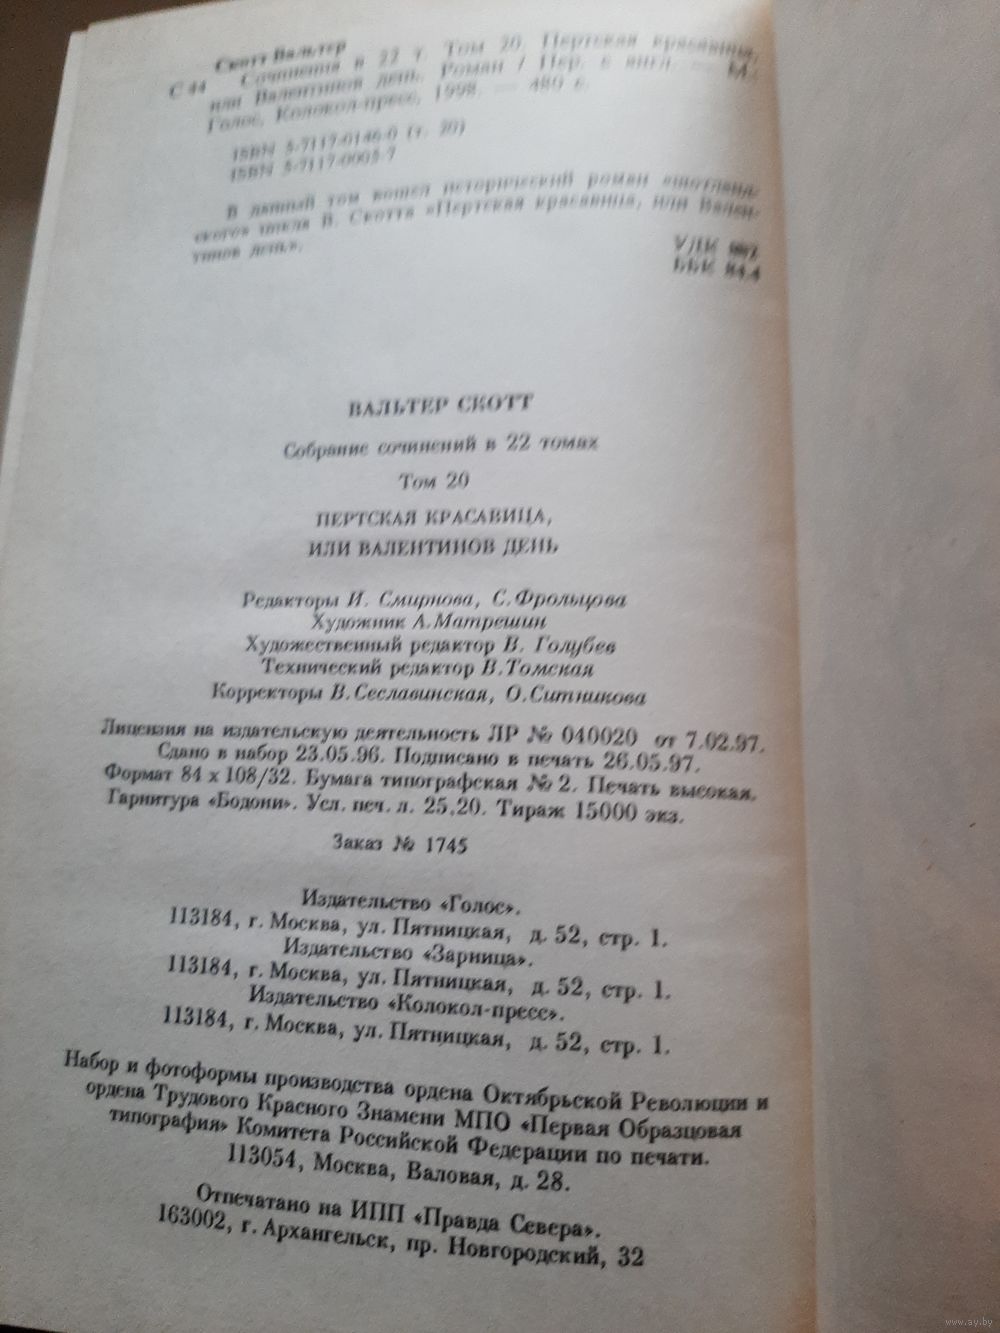 Скотт Вальтер
С 44 Сочинения в 22 т. Том 20. Пертская красавица,
или Валентинов день. Роман / Пер. с англ. — М.:
Голос, Колокол-пресс, 1998. — 480 с.
ISBN 5-7117-0146-0 (т. 20)
ISBN 5-7117-0005-7
В данный том вошел исторический роман «шотланд-
ского» цикла В. Скотта «Пертская красавица, или Вален-
тинов день».
УДК
ББК 84.4
ВАЛЬТЕР СКОТТ
Собрание сочинений в 22 томах
Том 20
ПЕРТСКАЯ КРАСАВИЦА,
ИЛИ ВАЛЕНТИНОВ ДЕНЬ
Редакторы И. Смирнова, С.Фрольцова
Художник А.Матрешин
Художественный редактор В. Голубев
Технический редактор В.Томская
Корректоры В.Сеславинская, О.Ситникова
Лицензия на издательскую деятельность ЛР № 040020 от 7.02.97.
Сдано в набор 23.05.96. Подписано в печать 26.05.97.
Формат 84 х 108/32. Бумага типографская № 2. Печать высокая.
Гарнитура «Бодони». Усл. печ. л. 25,20. Тираж 15000 экз.
Заказ № 1745
Издательство «Голос».
113184, г. Москва, ул. Пятницкая, д. 52, стр. 1.
Издательство «Зарница».
113184, г. Москва, ул. Пятницкая, д. 52, стр. 1.
Издательство «Колокол-пресс».
113184, г. Москва, ул. Пятницкая, д. 52, стр. 1.
Набор и фотоформы производства ордена Октябрьской Революции и
ордена Трудового Красного Знамени МПО «Первая Образцовая
типография» Комитета Российской Федерации по печати.
113054, Москва, Валовая, д. 28.
Отпечатано на ИПП «Правда Севера».
163002, г. Архангельск, пр. Новгородский, 32
www.ay.by